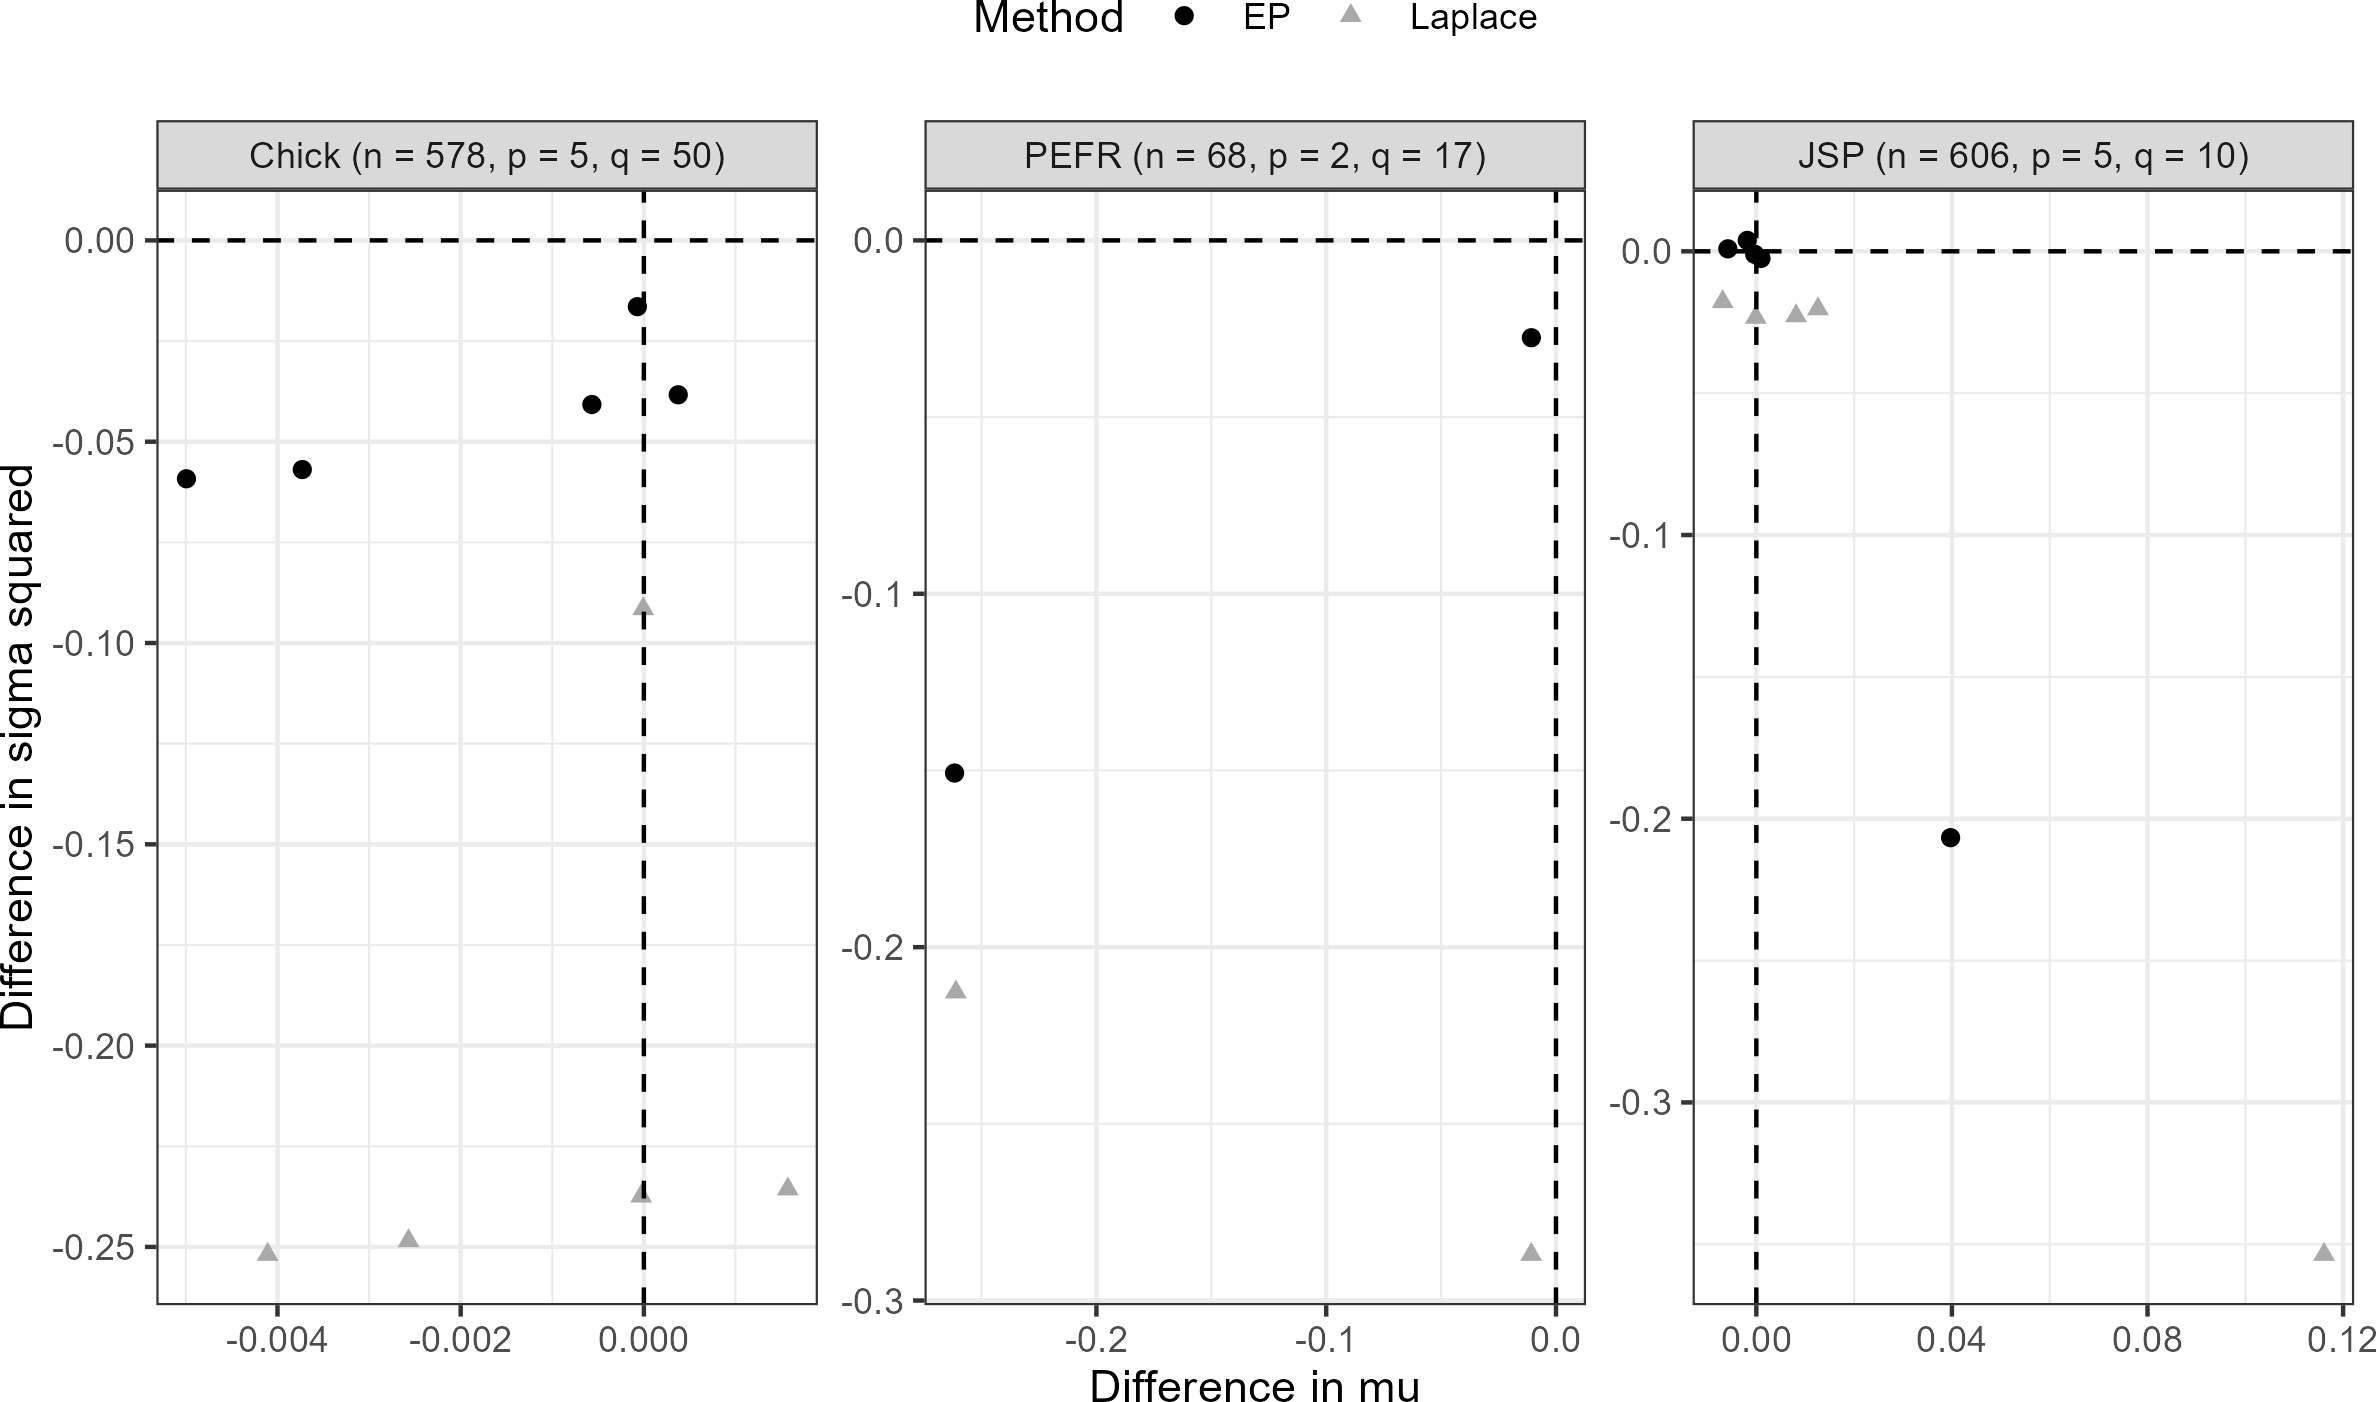 Method EP Laplace
Chick (n = 578, p = 5, q = 50)
PEFR (n = 68, p = 2, q = 17)
JSP (n = 606, p = 5, q = 10)
Difference in sigma squared
0.00
-0.05
-0.10
-0.15
-0.20
-0.25
0.0
-0.1
-0.2
-0.3
0.0
-0.1
-0.2
-0.3
-0.004 -0.002 0.000
-0.2 -0.1 0.0
0.00 0.04 0.08 0.12
Difference in mu